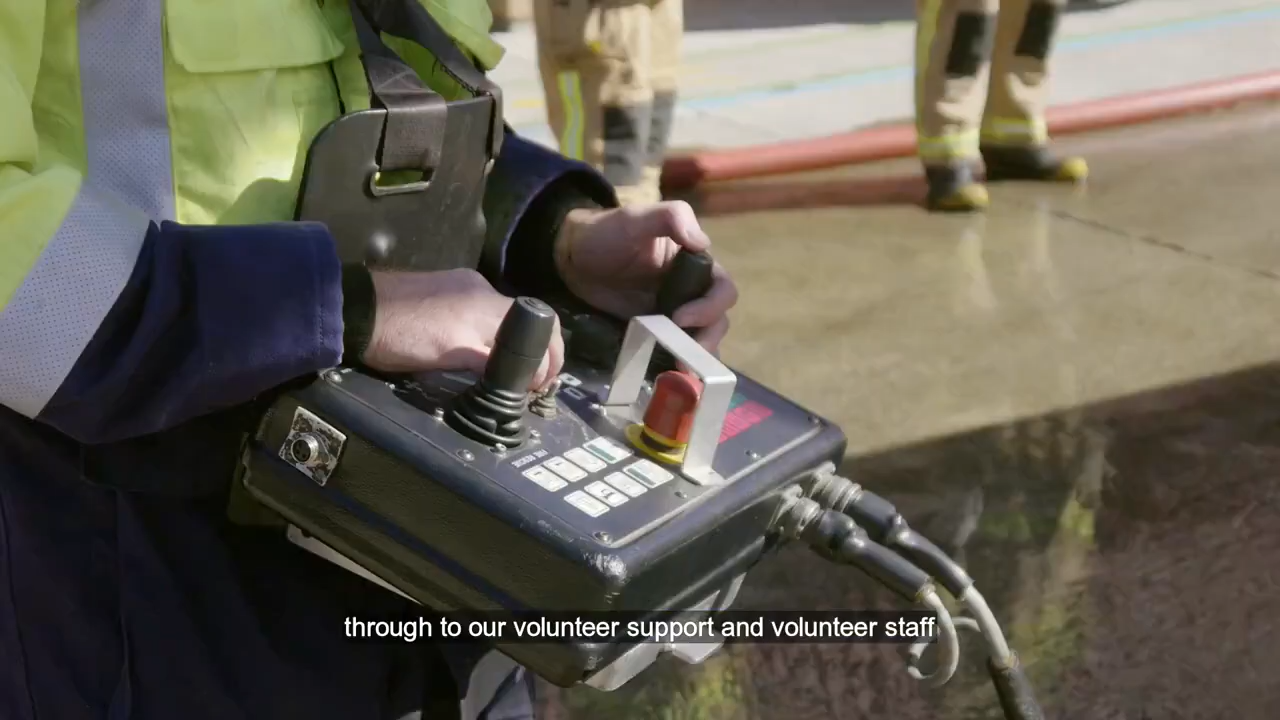 through to our volunteer support and volunteer staff